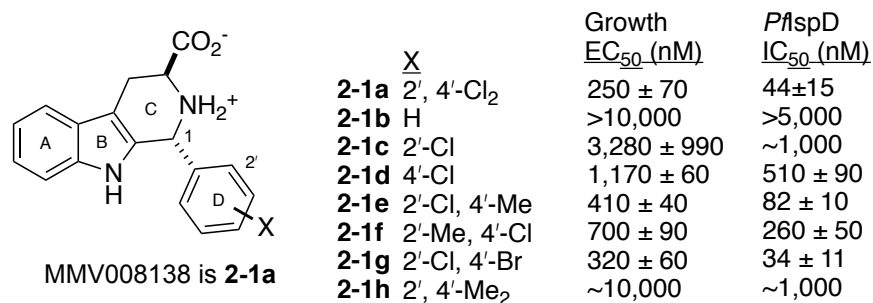 CO₂⁻
C
NH₂⁺
1
A
B
N
H
2′
D
X
MMV008138 is 2-1a
Growth PfIspD
X EC₅₀ (nM) IC₅₀ (nM)
2-1a 2′, 4′-Cl₂ 250 ± 70 44±15
2-1b H >10,000 >5,000
2-1c 2′-Cl 3,280 ± 990 ~1,000
2-1d 4′-Cl 1,170 ± 60 510 ± 90
2-1e 2′-Cl, 4′-Me 410 ± 40 82 ± 10
2-1f 2′-Me, 4′-Cl 700 ± 90 260 ± 50
2-1g 2′-Cl, 4′-Br 320 ± 60 34 ± 11
2-1h 2′, 4′-Me₂ ~10,000 ~1,000